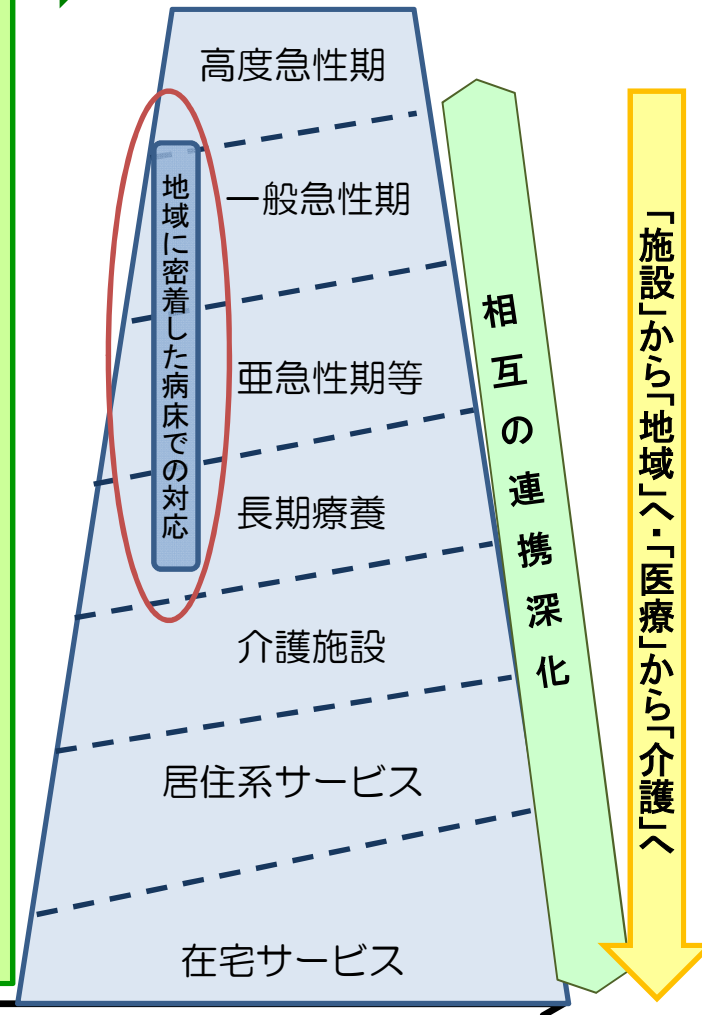 高度急性期
一般急性期
地域に密着した病床での対応
亜急性期等
長期療養
介護施設
居住系サービス
在宅サービス
相互の連携深化
「施設」から「地域」へ・「医療」から「介護」へ